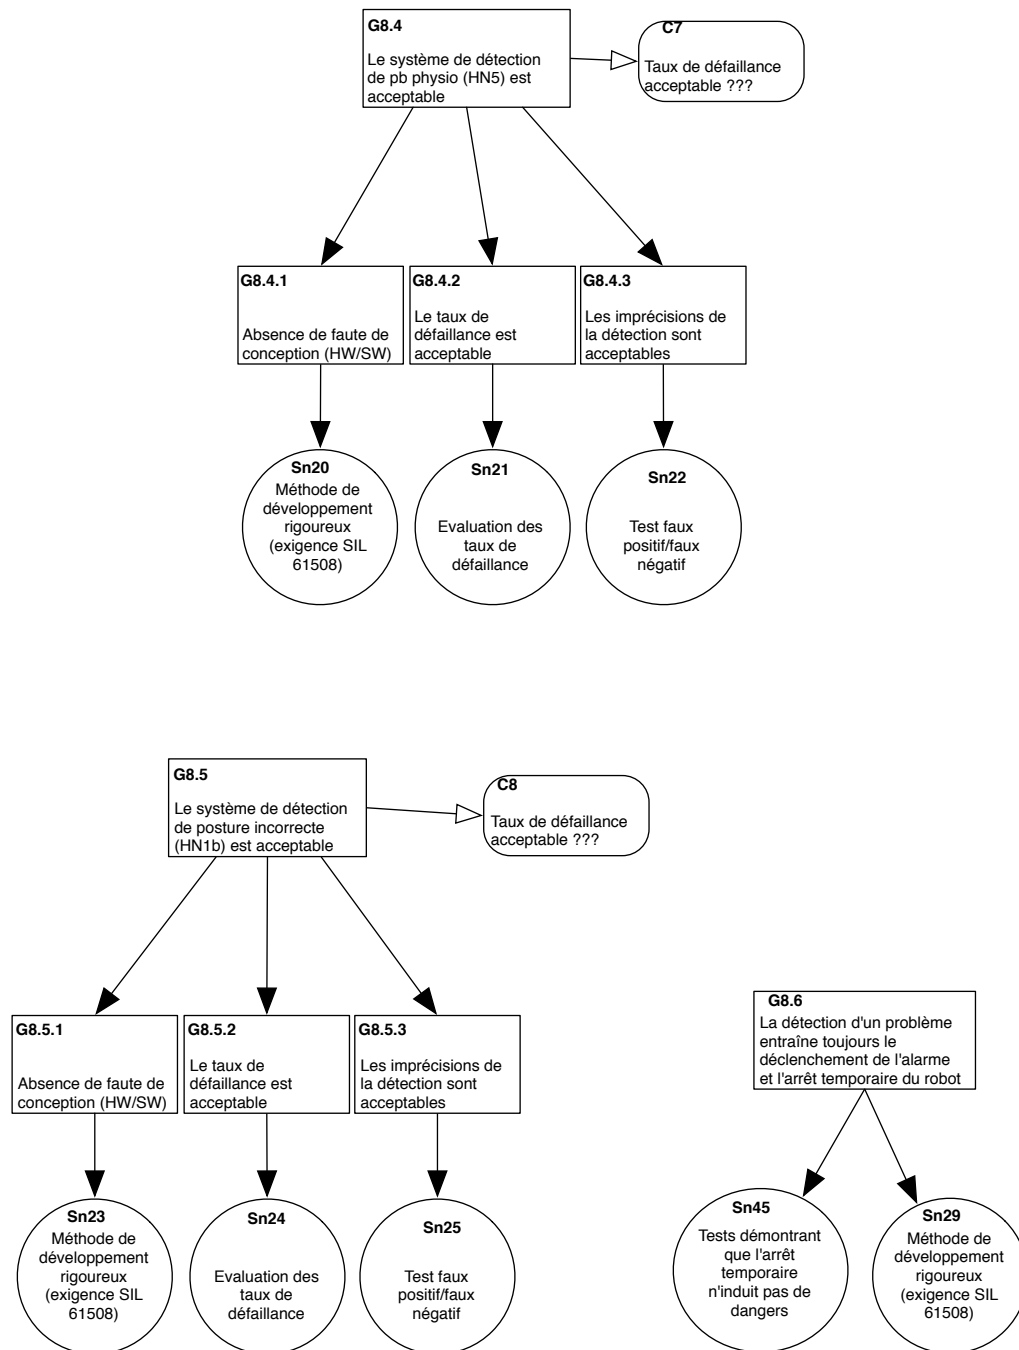 G8.4
Le système de détection
de pb physio (HN5) est
acceptable
C7
Taux de défaillance
acceptable ???
G8.4.1
Absence de faute de
conception (HW/SW)
G8.4.2
Le taux de
défaillance est
acceptable
G8.4.3
Les imprécisions de
la détection sont
acceptables
Sn20
Méthode de
développement
rigoureux
(exigence SIL
61508)
Sn21
Evaluation des
taux de
défaillance
Sn22
Test faux
positif/faux
négatif
G8.5
Le système de détection
de posture incorrecte
(HN1b) est acceptable
C8
Taux de défaillance
acceptable ???
G8.5.1
Absence de faute de
conception (HW/SW)
G8.5.2
Le taux de
défaillance est
acceptable
G8.5.3
Les imprécisions de
la détection sont
acceptables
G8.6
La détection d'un problème
entraîne toujours le
déclenchement de l'alarme
et l'arrêt temporaire du robot
Sn23
Méthode de
développement
rigoureux
(exigence SIL
61508)
Sn24
Evaluation des
taux de
défaillance
Sn25
Test faux
positif/faux
négatif
Sn45
Tests démontrant
que l'arrêt
temporaire
n'induit pas de
dangers
Sn29
Méthode de
développement
rigoureux
(exigence SIL
61508)